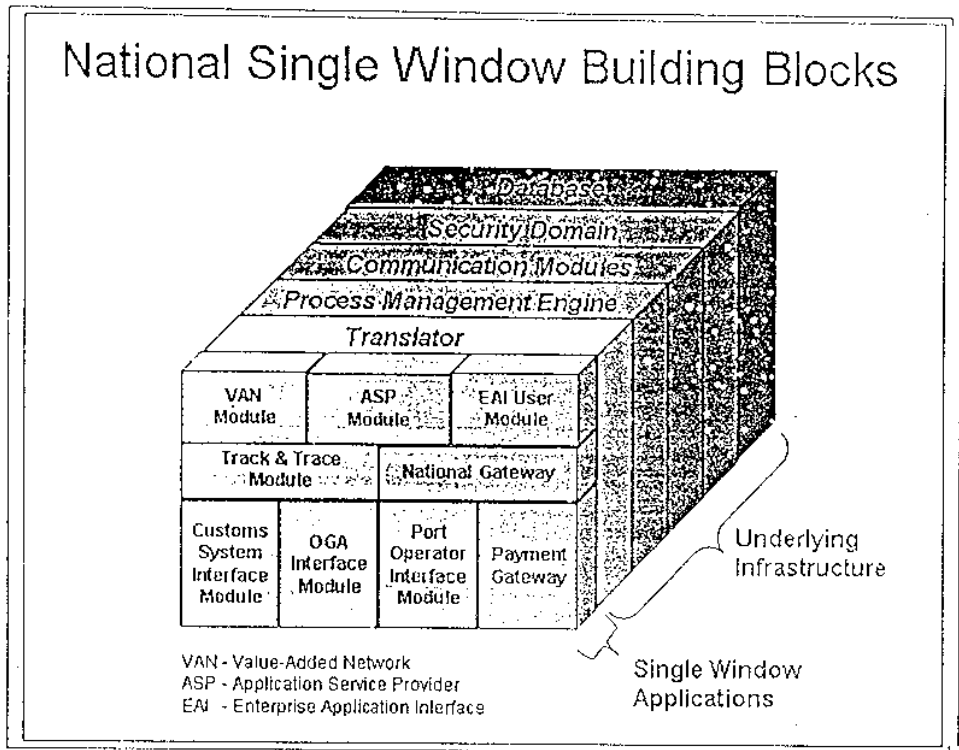 National Single Window Building Blocks
Database
Security Domain
Communication Modules
Process Management Engine
Translator
VAN
Module
ASP
Module
EAI User
Module
Track & Trace
Module
National Gateway
Customs
System
Interface
Module
OGA
Interface
Module
Port
Operator
Interface
Module
Payment
Gateway
Underlying
Infrastructure
Single Window
Applications
VAN - Value-Added Network
ASP - Application Service Provider
EAI - Enterprise Application Interface